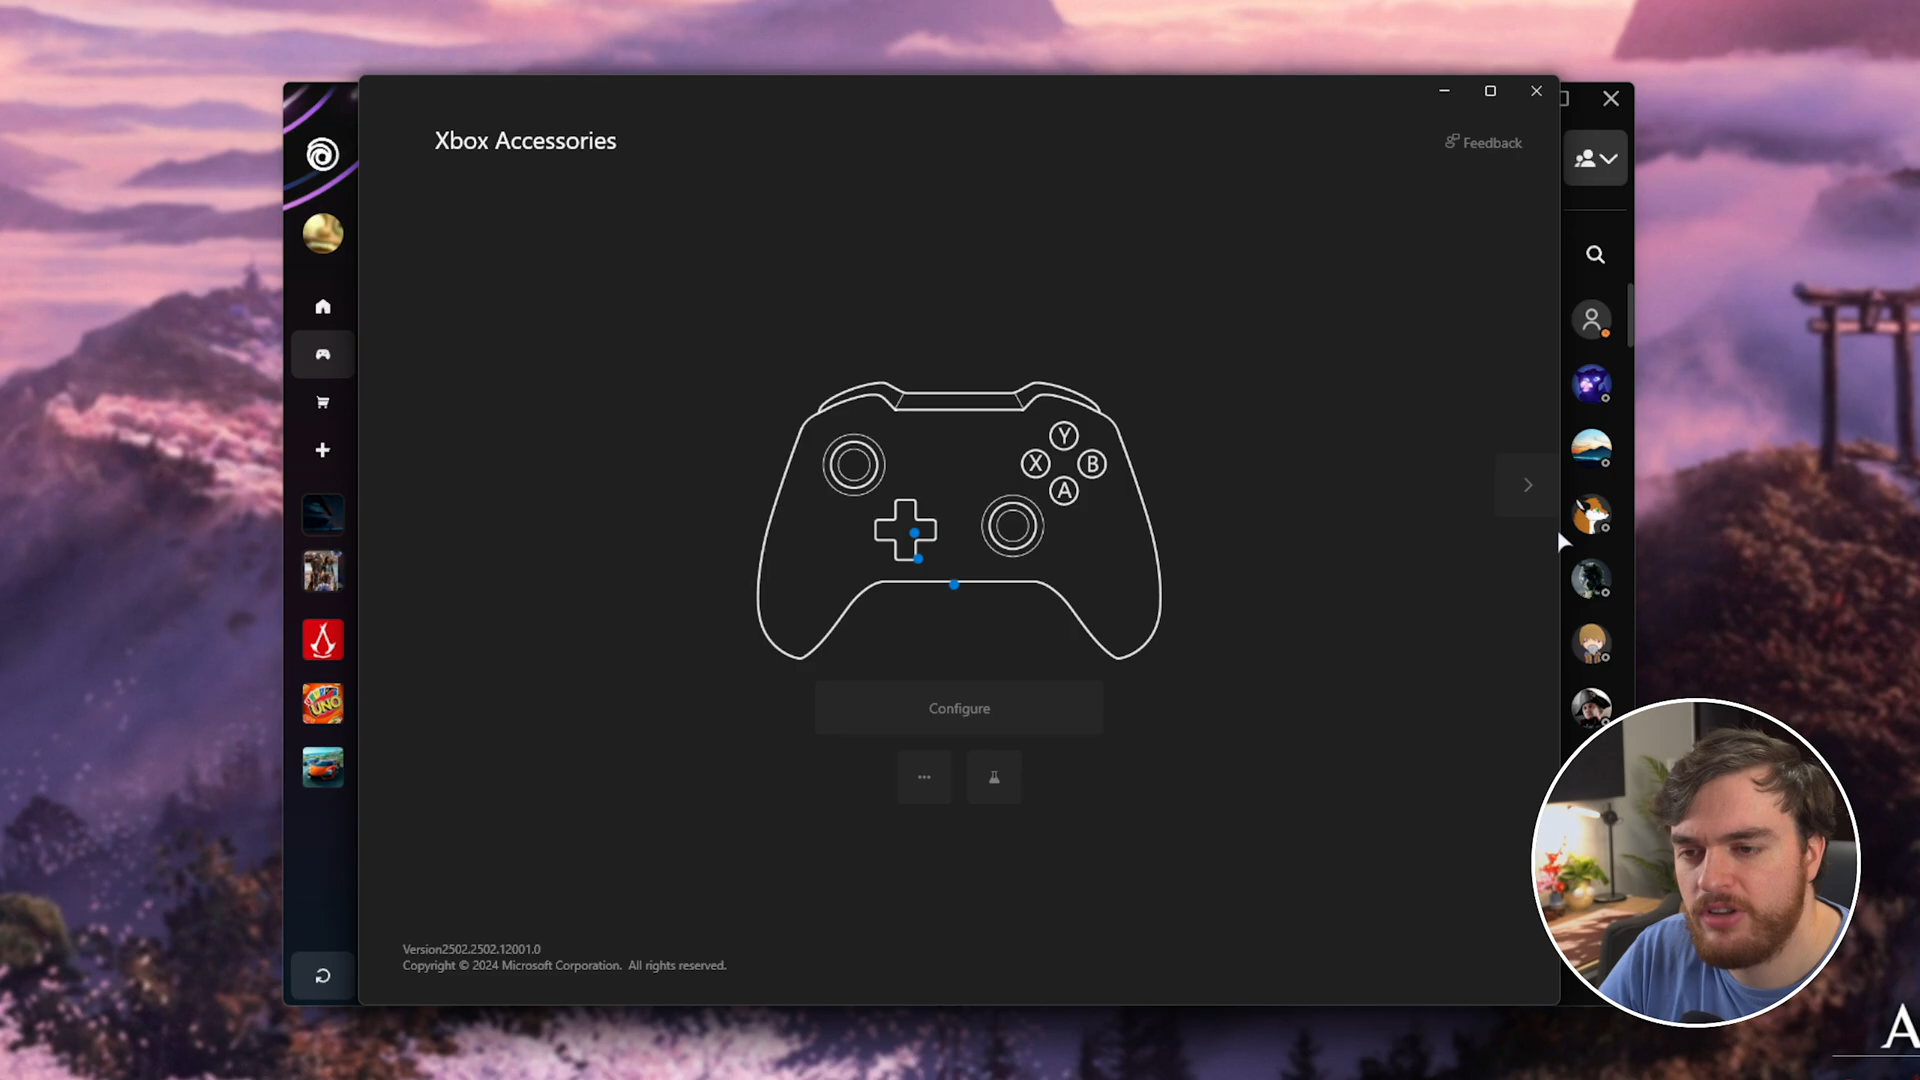 Xbox Accessories
Feedback
Y
X
B
A
Configure
UNO
Version2502.2502.12001.0
Copyright © 2024 Microsoft Corporation. All rights reserved.
A